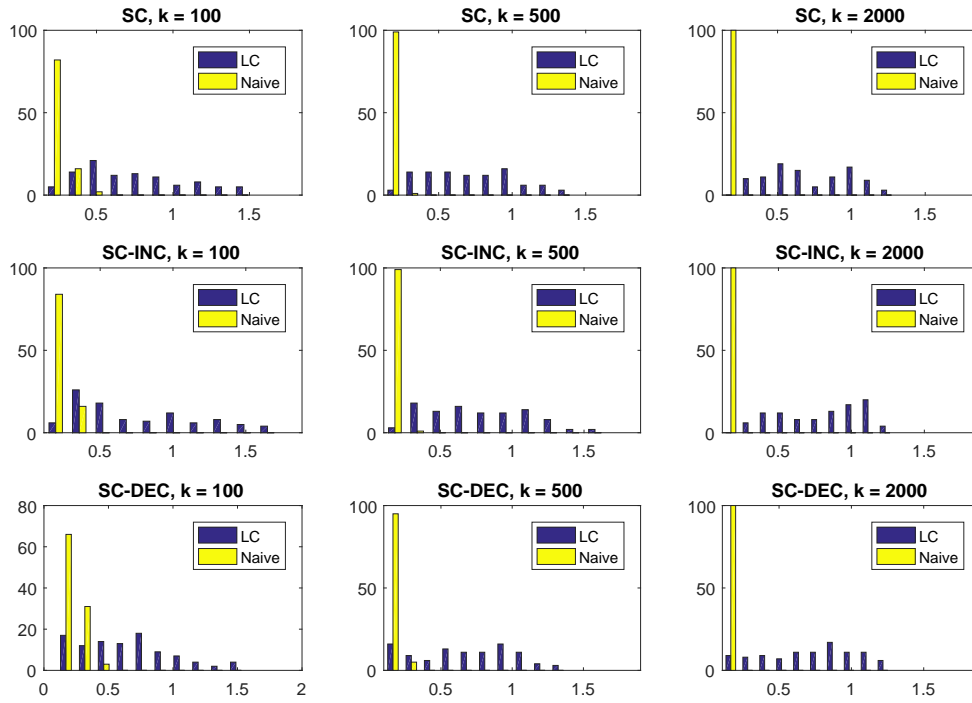 SC, k = 100
100
50
0
0.5
1
1.5
LC
Naive
SC, k = 500
100
50
0
0.5
1
1.5
LC
Naive
SC, k = 2000
100
50
0
0.5
1
1.5
LC
Naive
SC-INC, k = 100
100
50
0
0.5
1
1.5
LC
Naive
SC-INC, k = 500
100
50
0
0.5
1
1.5
LC
Naive
SC-INC, k = 2000
100
50
0
0.5
1
1.5
LC
Naive
SC-DEC, k = 100
80
60
40
20
0
0
0.5
1
1.5
2
LC
Naive
SC-DEC, k = 500
100
50
0
0.5
1
1.5
LC
Naive
SC-DEC, k = 2000
100
50
0
0.5
1
1.5
LC
Naive